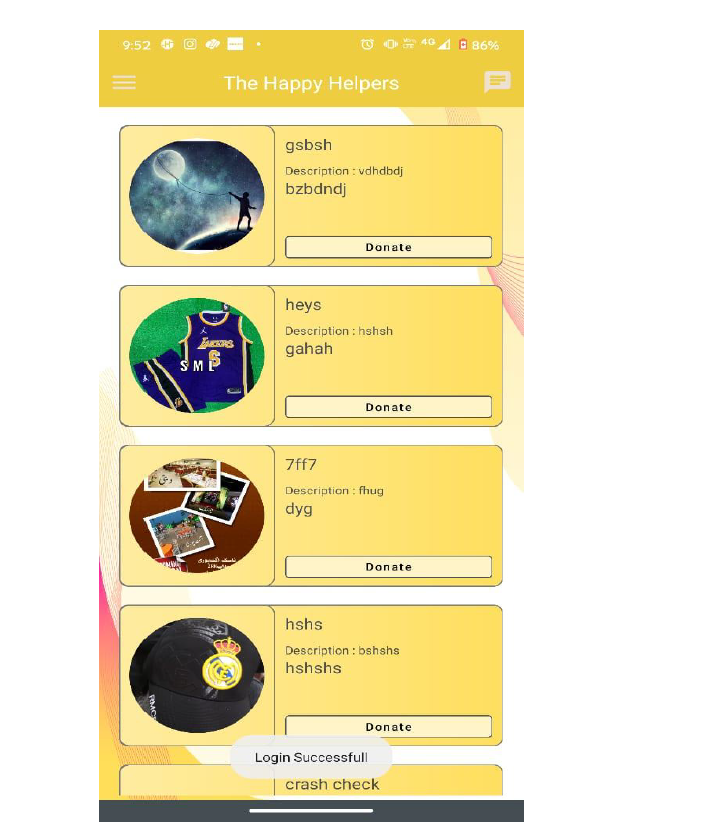 9:52 4G 86%
The Happy Helpers
gsbsh
Description : vdhdbdj
bzbdndj
Donate
heys
Description : hshsh
gahah
LAKERS
S M L
S
Donate
7ff7
Description : fhug
dyg
Donate
hshs
Description : bshshs
hshshs
Donate
Login Successfull
crash check